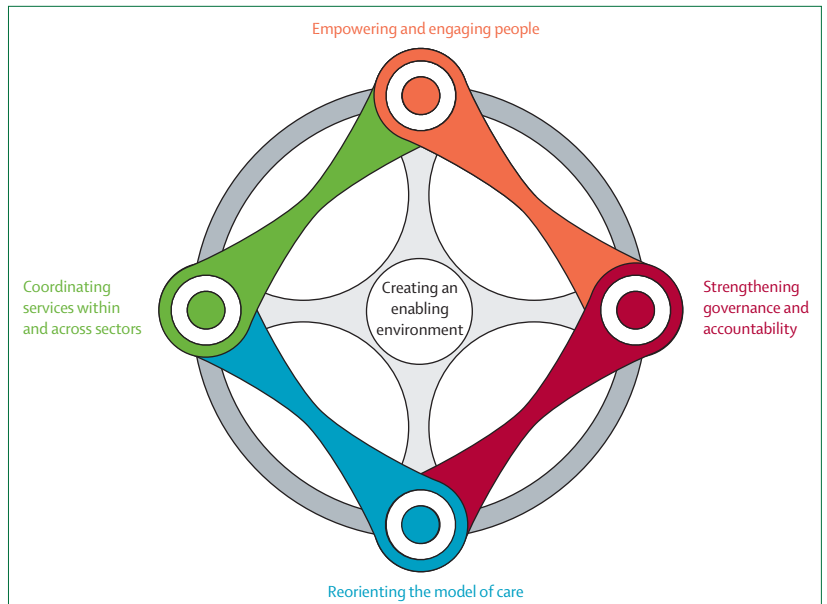 Empowering and engaging people
Coordinating
services within
and across sectors
Creating an
enabling
environment
Strengthening
governance and
accountability
Reorienting the model of care